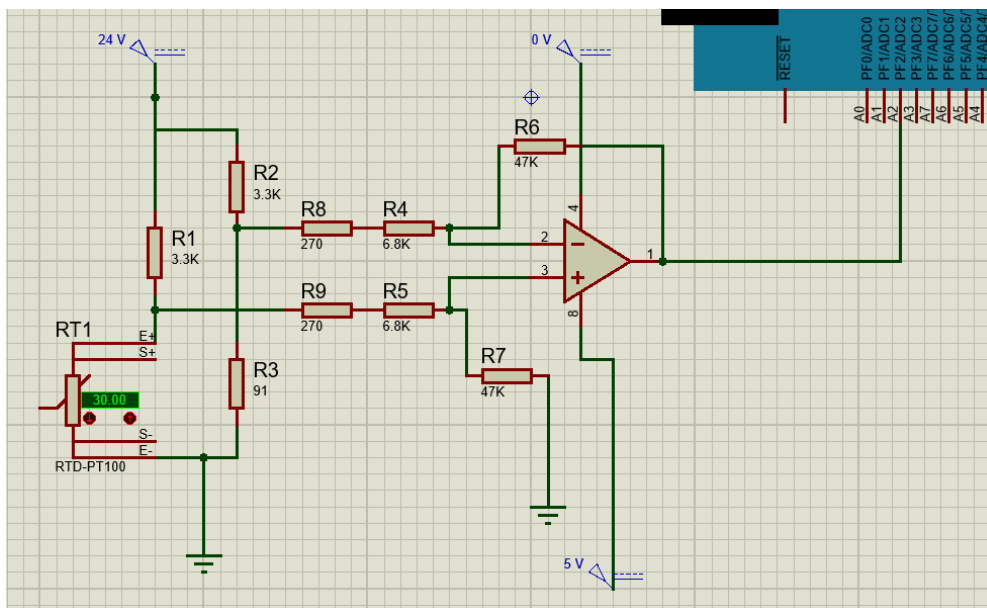 24 V
0 V
RESET
PF0/ADC0
PF1/ADC1
PF2/ADC2
PF3/ADC3
PF7/ADC7/
PF6/ADC6/
PF5/ADC5/
PF4/ADC4/
A0
A1
A2
A3
A7
A6
A5
A4
R6
47K
R2
3.3K
R1
3.3K
R8
270
R4
6.8K
4
2
3
1
8
R9
270
R5
6.8K
RT1
E+
S+
30.00
S-
E-
RTD-PT100
R3
91
R7
47K
5 V